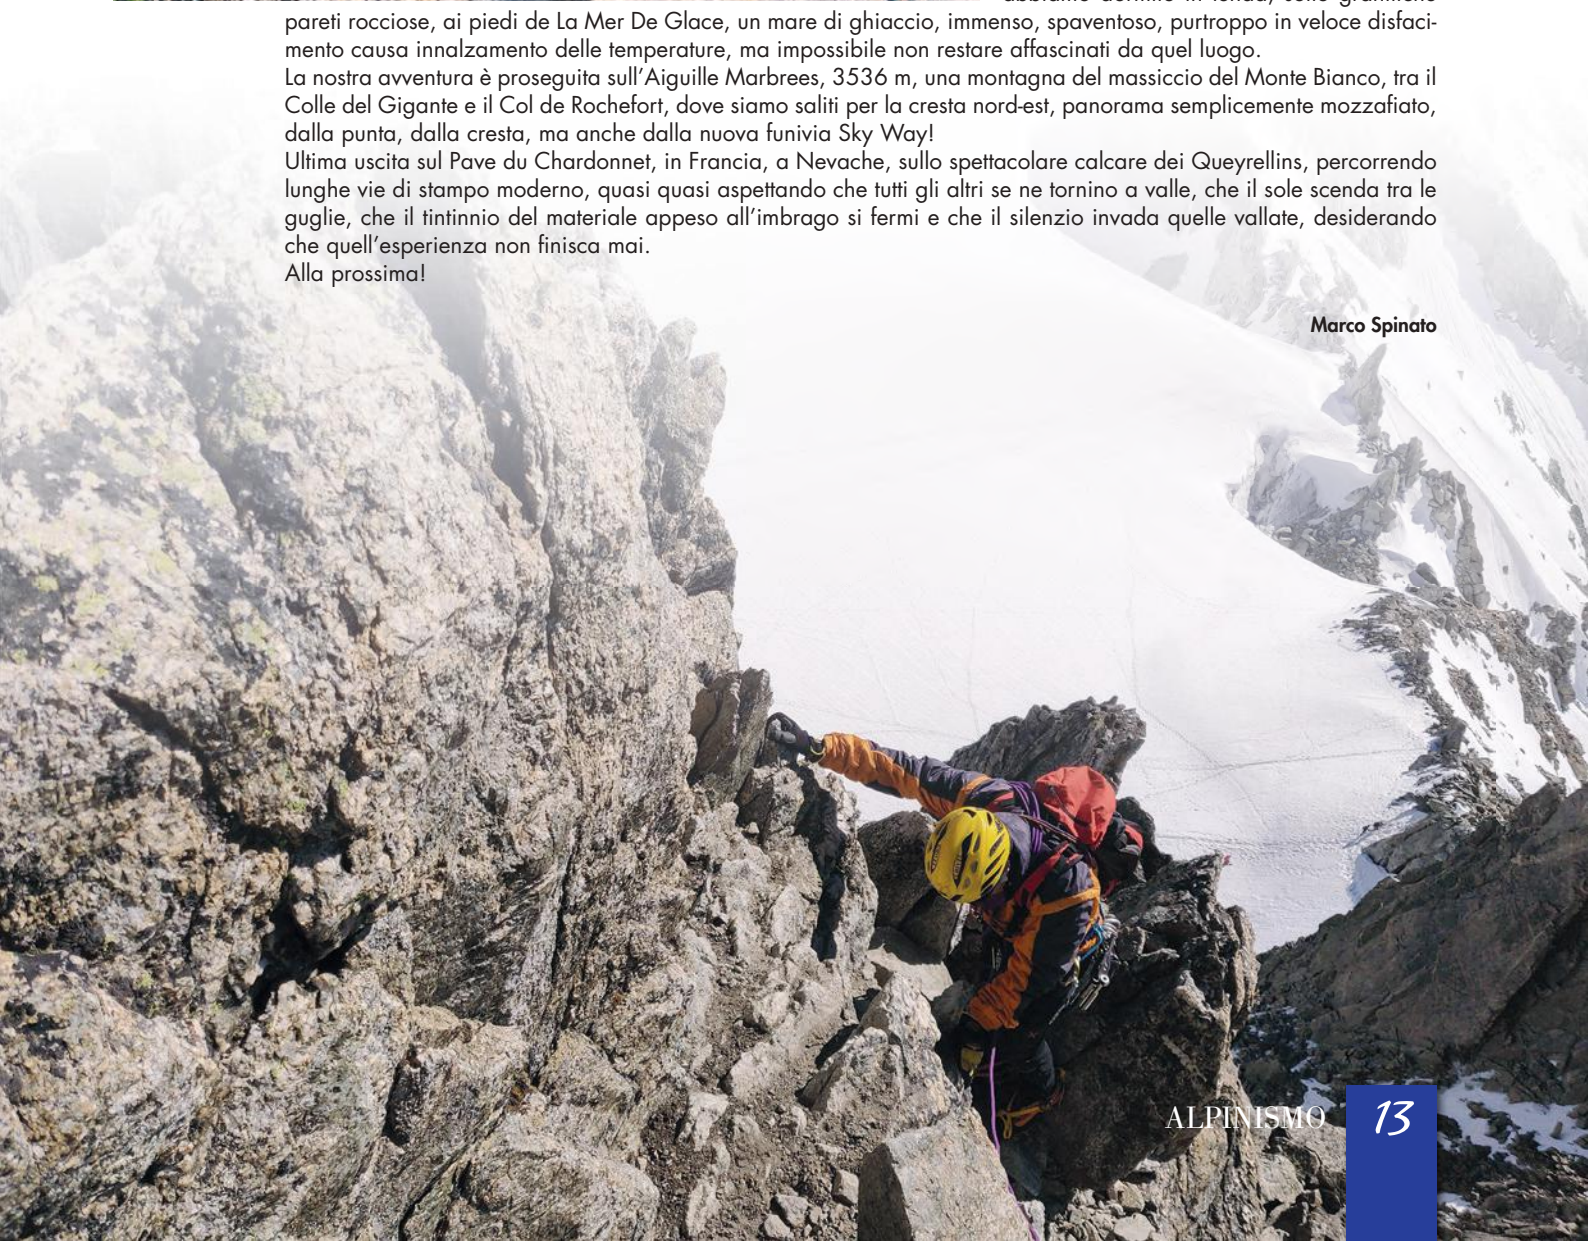 pareti rocciose, ai piedi de La Mer De Glace, un mare di ghiaccio, immenso, spaventoso, purtroppo in veloce disfaci-
mento causa innalzamento delle temperature, ma impossibile non restare affascinati da quel luogo.
La nostra avventura è proseguita sull'Aiguille Marbrees, 3536 m, una montagna del massiccio del Monte Bianco, tra il
Colle del Gigante e il Col de Rochefort, dove siamo saliti per la cresta nord-est, panorama semplicemente mozzafiato,
dalla punta, dalla cresta, ma anche dalla nuova funivia Sky Way!
Ultima uscita sul Pave du Chardonnet, in Francia, a Nevache, sullo spettacolare calcare dei Queyrellins, percorrendo
lunghe vie di stampo moderno, quasi quasi aspettando che tutti gli altri se ne tornino a valle, che il sole scenda tra le
guglie, che il tintinnio del materiale appeso all'imbrago si fermi e che il silenzio invada quelle vallate, desiderando
che quell'esperienza non finisca mai.
Alla prossima!
Marco Spinato
ALPINISMO 13